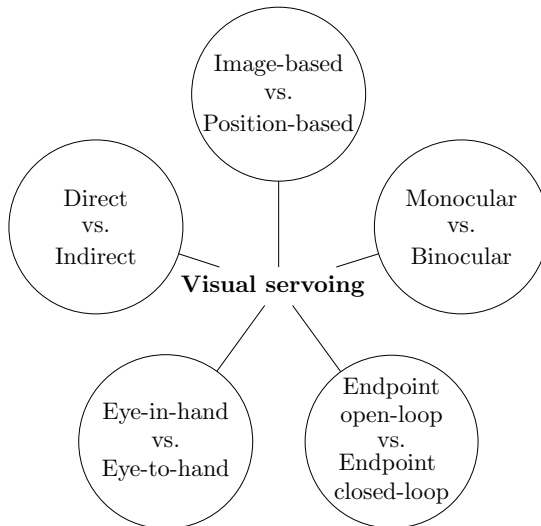 Image-based
vs.
Position-based
Direct
vs.
Indirect
Monocular
vs.
Binocular
Visual servoing
Eye-in-hand
vs.
Eye-to-hand
Endpoint
open-loop
vs.
Endpoint
closed-loop